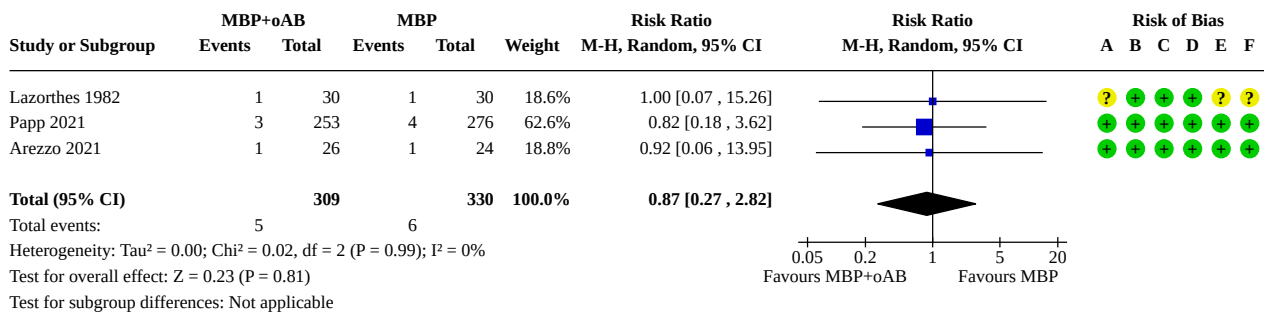 MBP+oAB MBP Risk Ratio Risk Ratio Risk of Bias
Study or Subgroup Events Total Events Total Weight M-H, Random, 95% CI M-H, Random, 95% CI A B C D E F
Lazorthes 1982 1 30 1 30 18.6% 1.00 [0.07 , 15.26] ? + + + ? ?
Papp 2021 3 253 4 276 62.6% 0.82 [0.18 , 3.62] + + + + + +
Arezzo 2021 1 26 1 24 18.8% 0.92 [0.06 , 13.95] + + + + + +
Total (95% CI) 309 330 100.0% 0.87 [0.27 , 2.82]
Total events: 5 6
Heterogeneity: Tau² = 0.00; Chi² = 0.02, df = 2 (P = 0.99); I² = 0%
0.05 0.2 1 5 20
Test for overall effect: Z = 0.23 (P = 0.81) Favours MBP+oAB Favours MBP
Test for subgroup differences: Not applicable